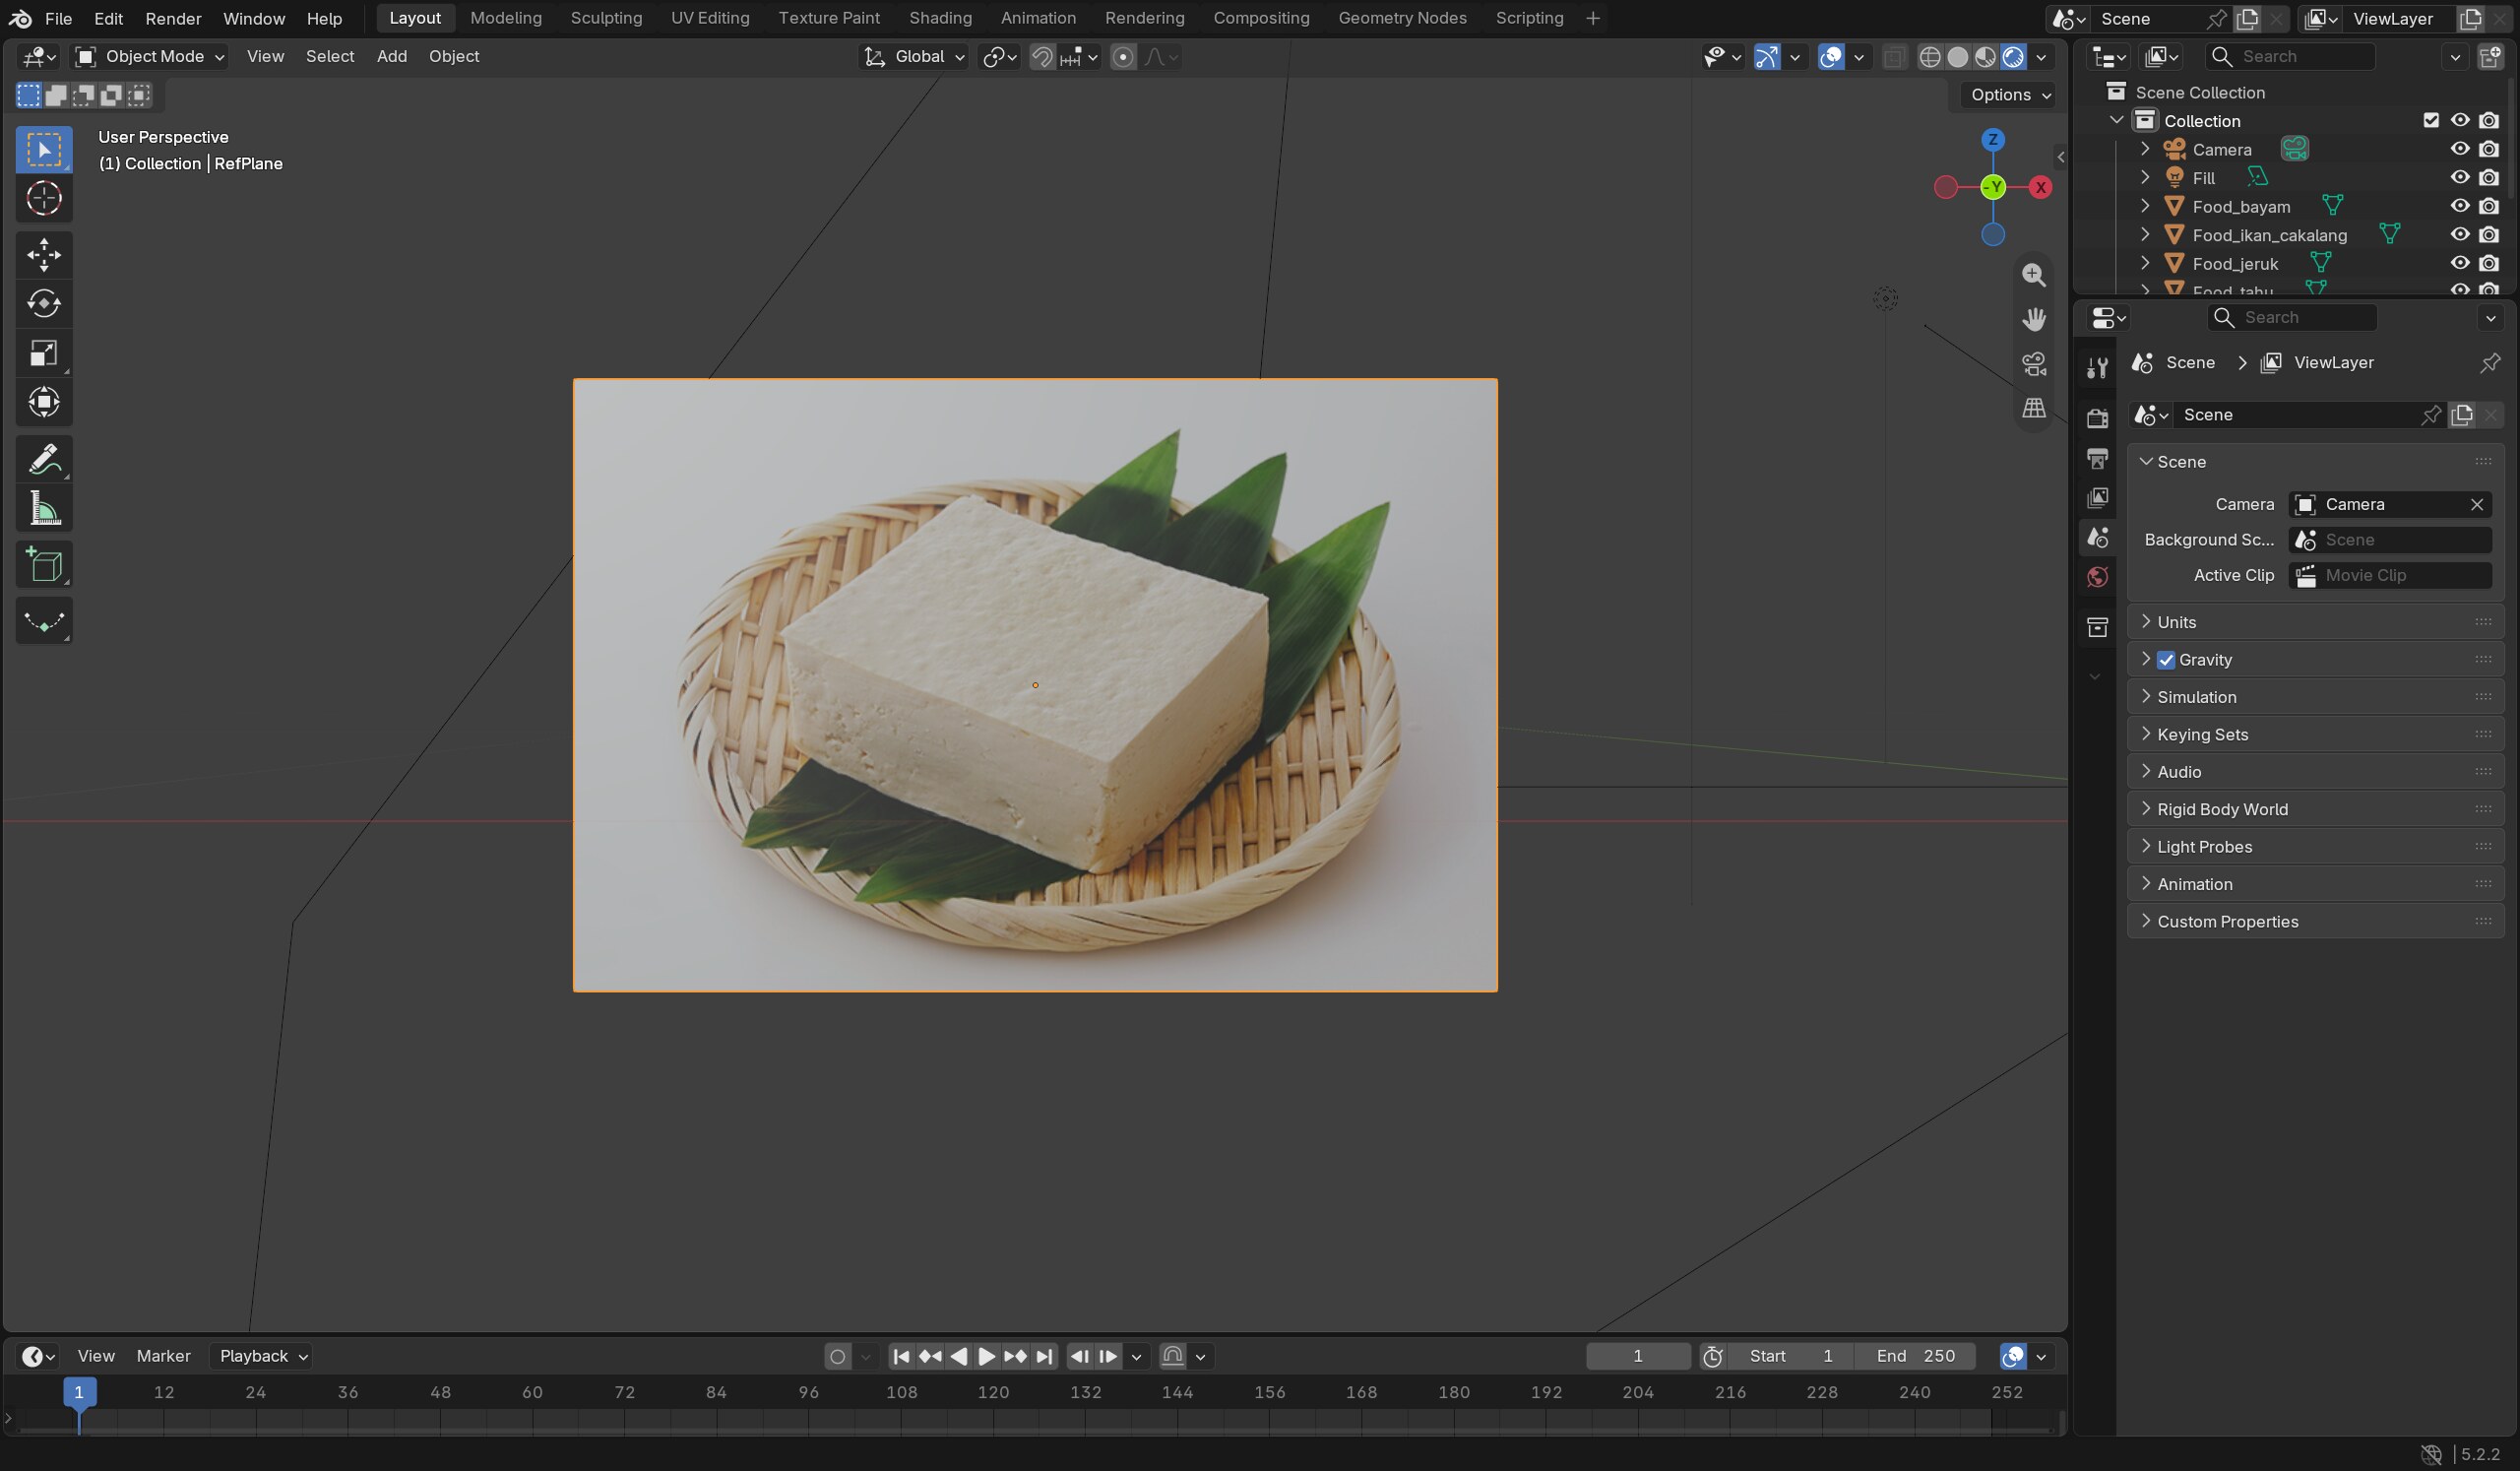 File Edit Render Window Help Layout Modeling Sculpting UV Editing Texture Paint Shading Animation Rendering Compositing Geometry Nodes Scripting + Scene ViewLayer
Object Mode View Select Add Object Global Search
Options
User Perspective
(1) Collection | RefPlane
Z
-Y X
Scene Collection
Collection
Camera
Fill
Food_bayam
Food_ikan_cakalang
Food_jeruk
Food_tahu
Search
Scene > ViewLayer
Scene
Scene
Camera Camera
Background Sc... Scene
Active Clip Movie Clip
Units
Gravity
Simulation
Keying Sets
Audio
Rigid Body World
Light Probes
Animation
Custom Properties
View Marker Playback 1 Start 1 End 250
1 12 24 36 48 60 72 84 96 108 120 132 144 156 168 180 192 204 216 228 240 252
5.2.2